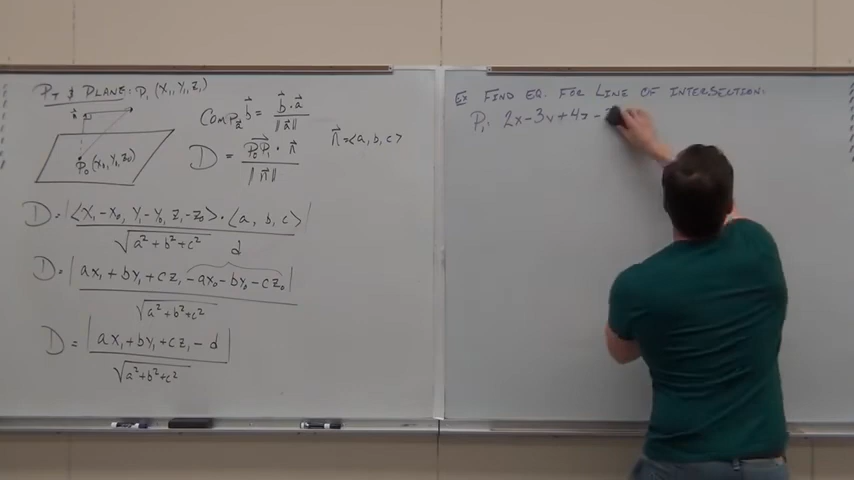 PT & PLANE: P₁ (X₁, Y₁, Z₁)
n⃗
P₀ (X₀, Y₀, Z₀)
COMPₐ⃗ b⃗ = b⃗ · a⃗ / ‖a⃗‖
D = P₀P₁⃗ · n⃗ / ‖n⃗‖
n⃗ = <a, b, c>
D = |<X₁-X₀, Y₁-Y₀, Z₁-Z₀> · <a, b, c>| / √a²+b²+c²
d
D = |aX₁ + bY₁ + cZ₁ - aX₀ - bY₀ - cZ₀| / √a²+b²+c²
D = |aX₁ + bY₁ + cZ₁ - d| / √a²+b²+c²
EX FIND EQ. FOR LINE OF INTERSECTION:
P₁: 2x - 3y + 4z -